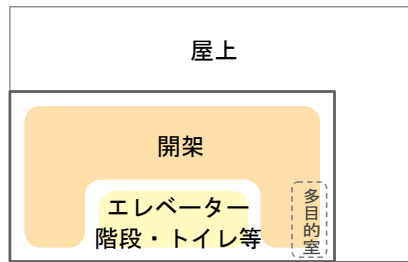 屋上
開架
エレベーター
階段・トイレ等
多目的室